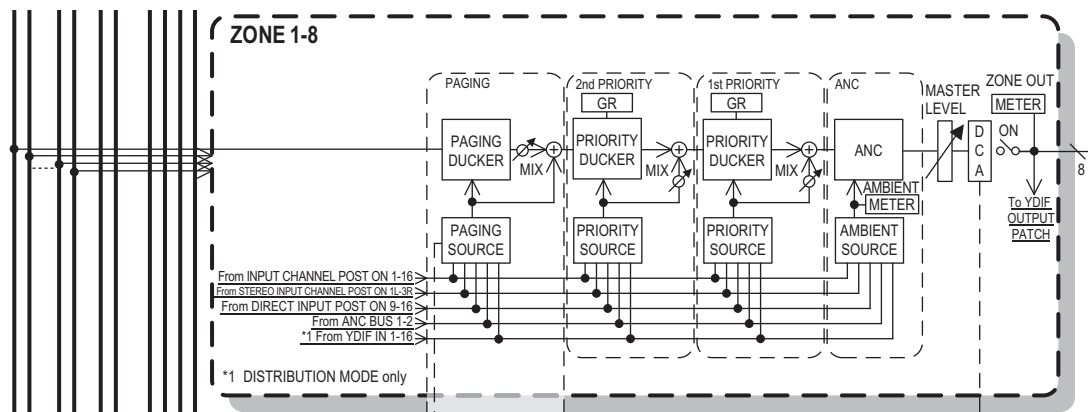 ZONE 1-8
PAGING
2nd PRIORITY
GR
1st PRIORITY
GR
ANC
MASTER
LEVEL
ZONE OUT
METER
PAGING
DUCKER
MIX
PRIORITY
DUCKER
MIX
PRIORITY
DUCKER
MIX
ANC
D
C
A
ON
8
AMBIENT
METER
To YDIF
OUTPUT
PATCH
PAGING
SOURCE
PRIORITY
SOURCE
PRIORITY
SOURCE
AMBIENT
SOURCE
From INPUT CHANNEL POST ON 1-16
From STEREO INPUT CHANNEL POST ON 1L-3R
From DIRECT INPUT POST ON 9-16
From ANC BUS 1-2
*1 From YDIF IN 1-16
*1 DISTRIBUTION MODE only